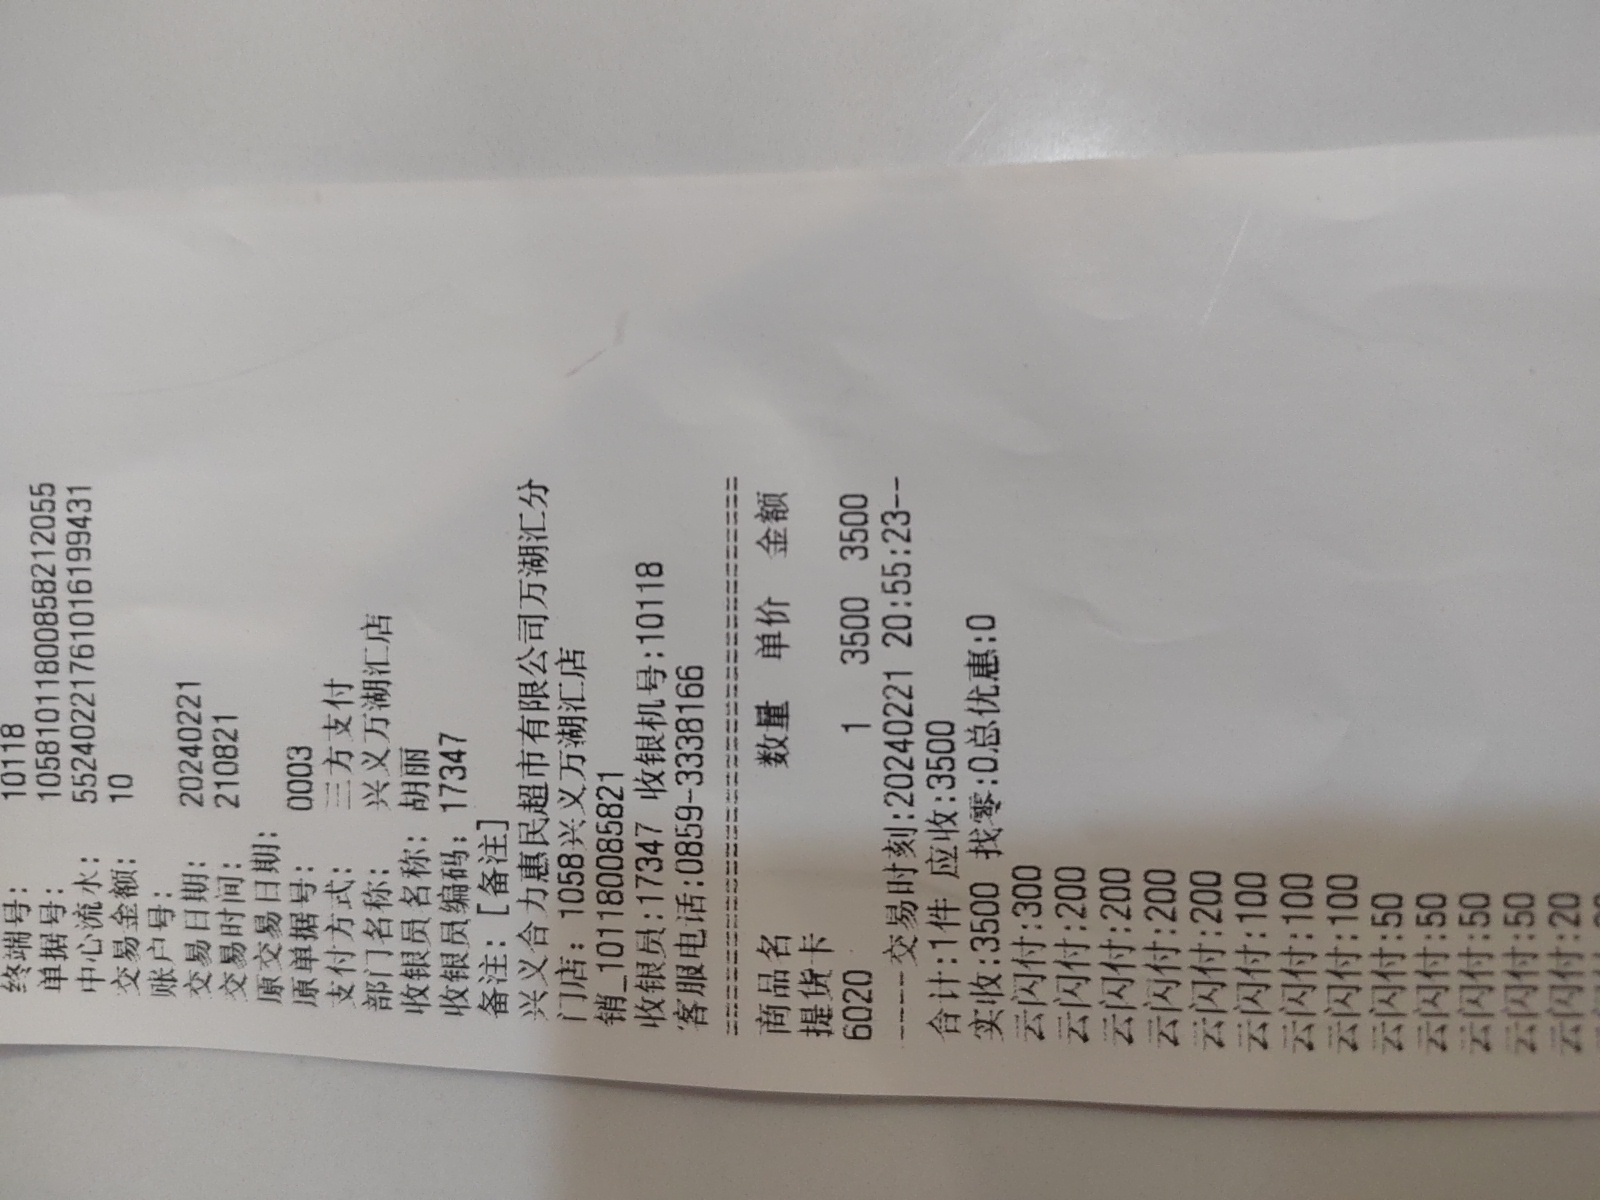 终端号: 10118
单据号: 105810118008582120​55
中心流水: 5524022176101619943​1
交易金额: 10
账户号:
交易日期: 20240221
交易时间: 210821
原交易日期:
原单据号: 0003
支付方式: 三方支付
部门名称: 兴义万湖汇店
收银员名称: 胡丽
收银员编码: 17347
备注: [备注]
兴义合力惠民超市有限公司万湖汇分
门店: 1058兴义万湖汇店
销_101180085821
收银员:17347 收银机号:10118
客服电话:0859-3338166
商品名 数量 单价 金额
提货卡
6020 1 3500 3500
----交易时刻:20240221 20:55:23--
合计:1件 应收:3500
实收:3500 找零:0总优惠:0
云闪付:300
云闪付:200
云闪付:200
云闪付:200
云闪付:200
云闪付:100
云闪付:100
云闪付:100
云闪付:50
云闪付:50
云闪付:50
云闪付:50
云闪付:20